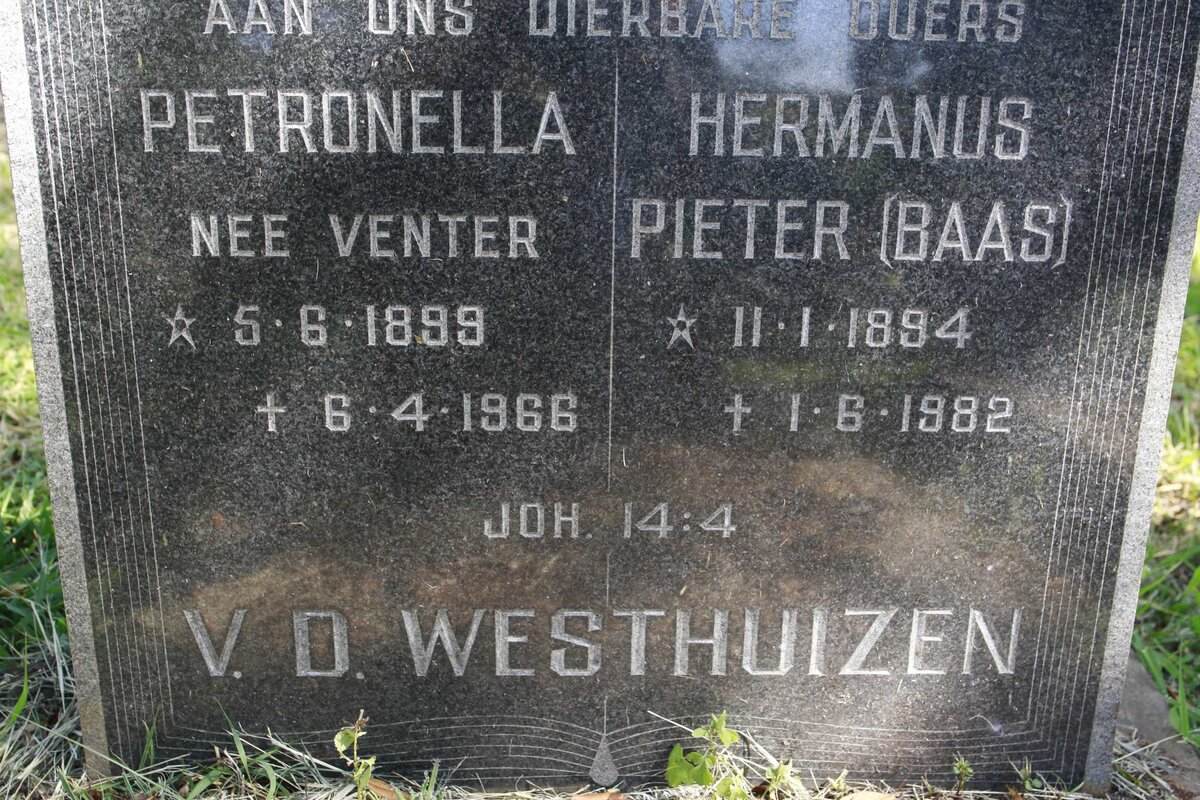 AAN ONS DIERBARE OUERS
PETRONELLA
NEE VENTER
★ 5·6·1899
✝ 6·4·1966
HERMANUS
PIETER (BAAS)
★ 11·1·1894
✝ 1·6·1982
JOH. 14:4
V. D. WESTHUIZEN